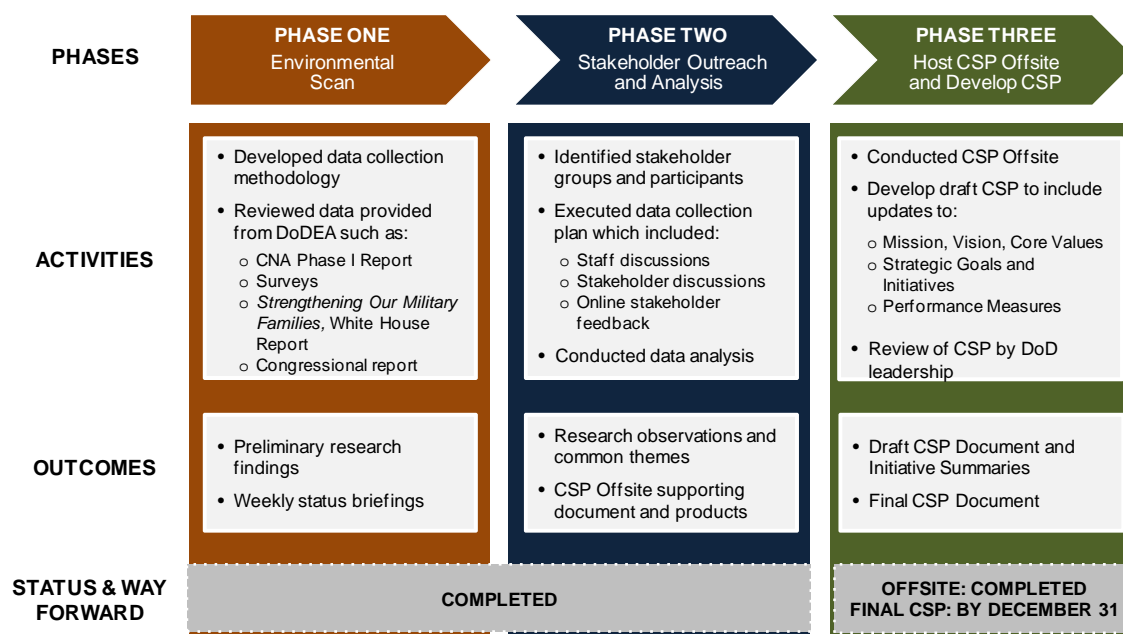 PHASES
PHASE ONE
Environmental
Scan
PHASE TWO
Stakeholder Outreach
and Analysis
PHASE THREE
Host CSP Offsite
and Develop CSP
ACTIVITIES
• Developed data collection
methodology
• Reviewed data provided
from DoDEA such as:
o CNA Phase I Report
o Surveys
o Strengthening Our Military
Families, White House
Report
o Congressional report
• Identified stakeholder
groups and participants
• Executed data collection
plan which included:
o Staff discussions
o Stakeholder discussions
o Online stakeholder
feedback
• Conducted data analysis
• Conducted CSP Offsite
• Develop draft CSP to include
updates to:
o Mission, Vision, Core Values
o Strategic Goals and
Initiatives
o Performance Measures
• Review of CSP by DoD
leadership
OUTCOMES
• Preliminary research
findings
• Weekly status briefings
• Research observations and
common themes
• CSP Offsite supporting
document and products
• Draft CSP Document and
Initiative Summaries
• Final CSP Document
STATUS & WAY
FORWARD
COMPLETED
OFFSITE: COMPLETED
FINAL CSP: BY DECEMBER 31